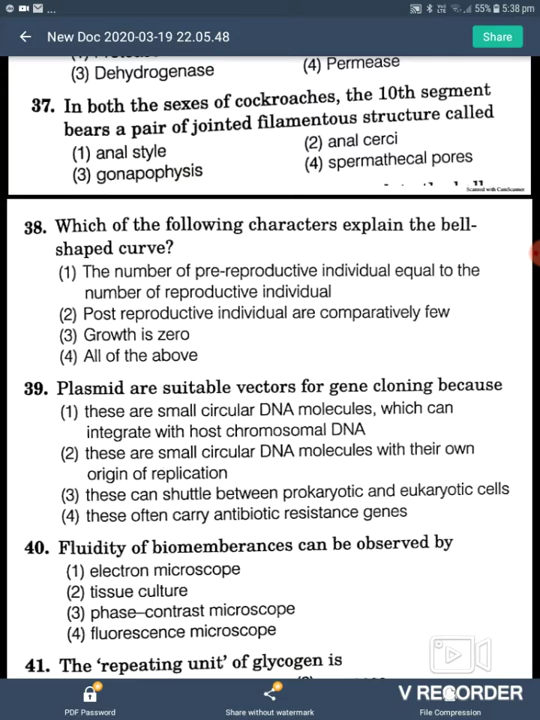 ... 55% 5:38 pm
New Doc 2020-03-19 22.05.48 Share
(3) Dehydrogenase (4) Permease
37. In both the sexes of cockroaches, the 10th segment
bears a pair of jointed filamentous structure called
(1) anal style (2) anal cerci
(3) gonapophysis (4) spermathecal pores
Scanned with CamScanner
38. Which of the following characters explain the bell-
shaped curve?
(1) The number of pre-reproductive individual equal to the
number of reproductive individual
(2) Post reproductive individual are comparatively few
(3) Growth is zero
(4) All of the above
39. Plasmid are suitable vectors for gene cloning because
(1) these are small circular DNA molecules, which can
integrate with host chromosomal DNA
(2) these are small circular DNA molecules with their own
origin of replication
(3) these can shuttle between prokaryotic and eukaryotic cells
(4) these often carry antibiotic resistance genes
40. Fluidity of biomemberances can be observed by
(1) electron microscope
(2) tissue culture
(3) phase–contrast microscope
(4) fluorescence microscope
41. The ‘repeating unit’ of glycogen is
V RECORDER
PDF Password Share without watermark File Compression